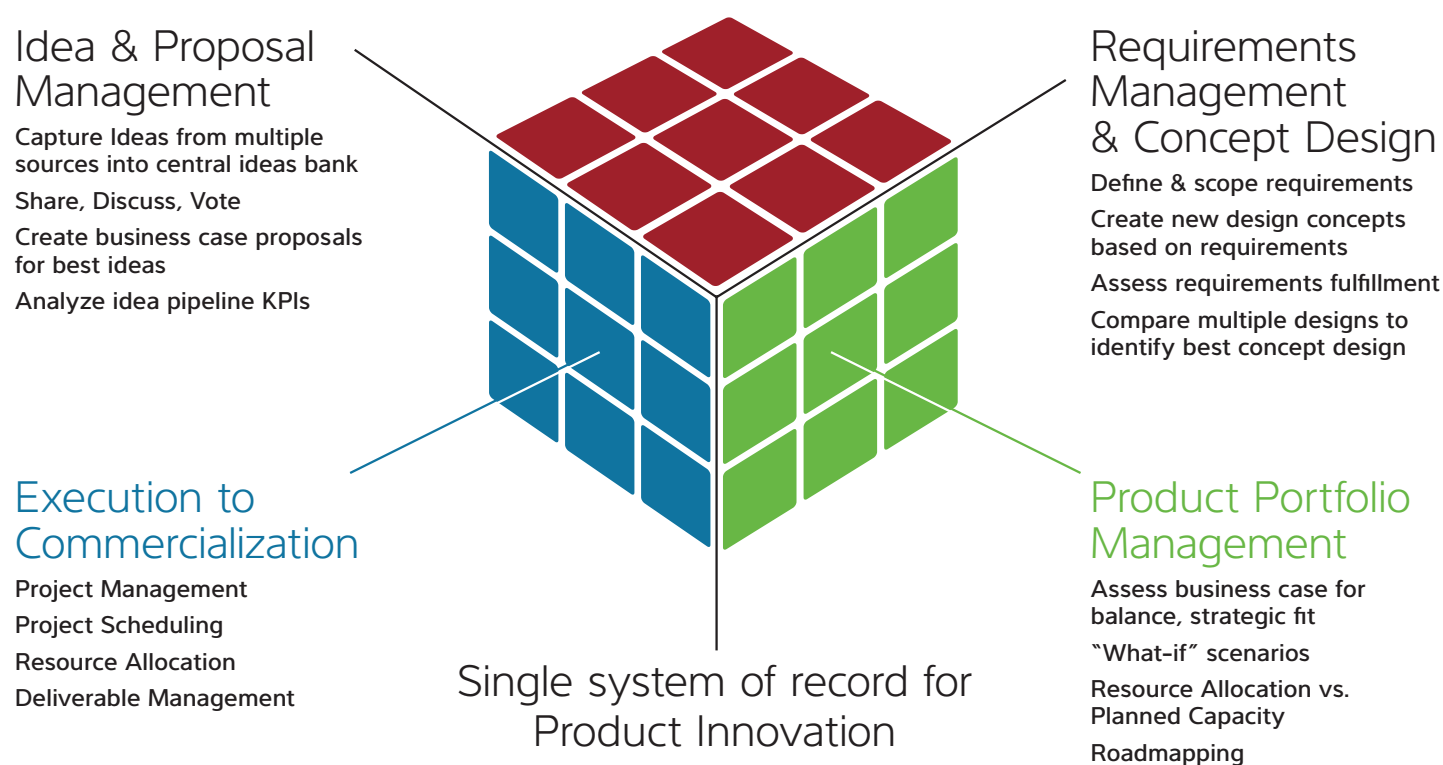 Idea & Proposal
Management
Capture Ideas from multiple
sources into central ideas bank
Share, Discuss, Vote
Create business case proposals
for best ideas
Analyze idea pipeline KPIs
Requirements
Management
& Concept Design
Define & scope requirements
Create new design concepts
based on requirements
Assess requirements fulfillment
Compare multiple designs to
identify best concept design
Execution to
Commercialization
Project Management
Project Scheduling
Resource Allocation
Deliverable Management
Single system of record for
Product Innovation
Product Portfolio
Management
Assess business case for
balance, strategic fit
“What-if” scenarios
Resource Allocation vs.
Planned Capacity
Roadmapping